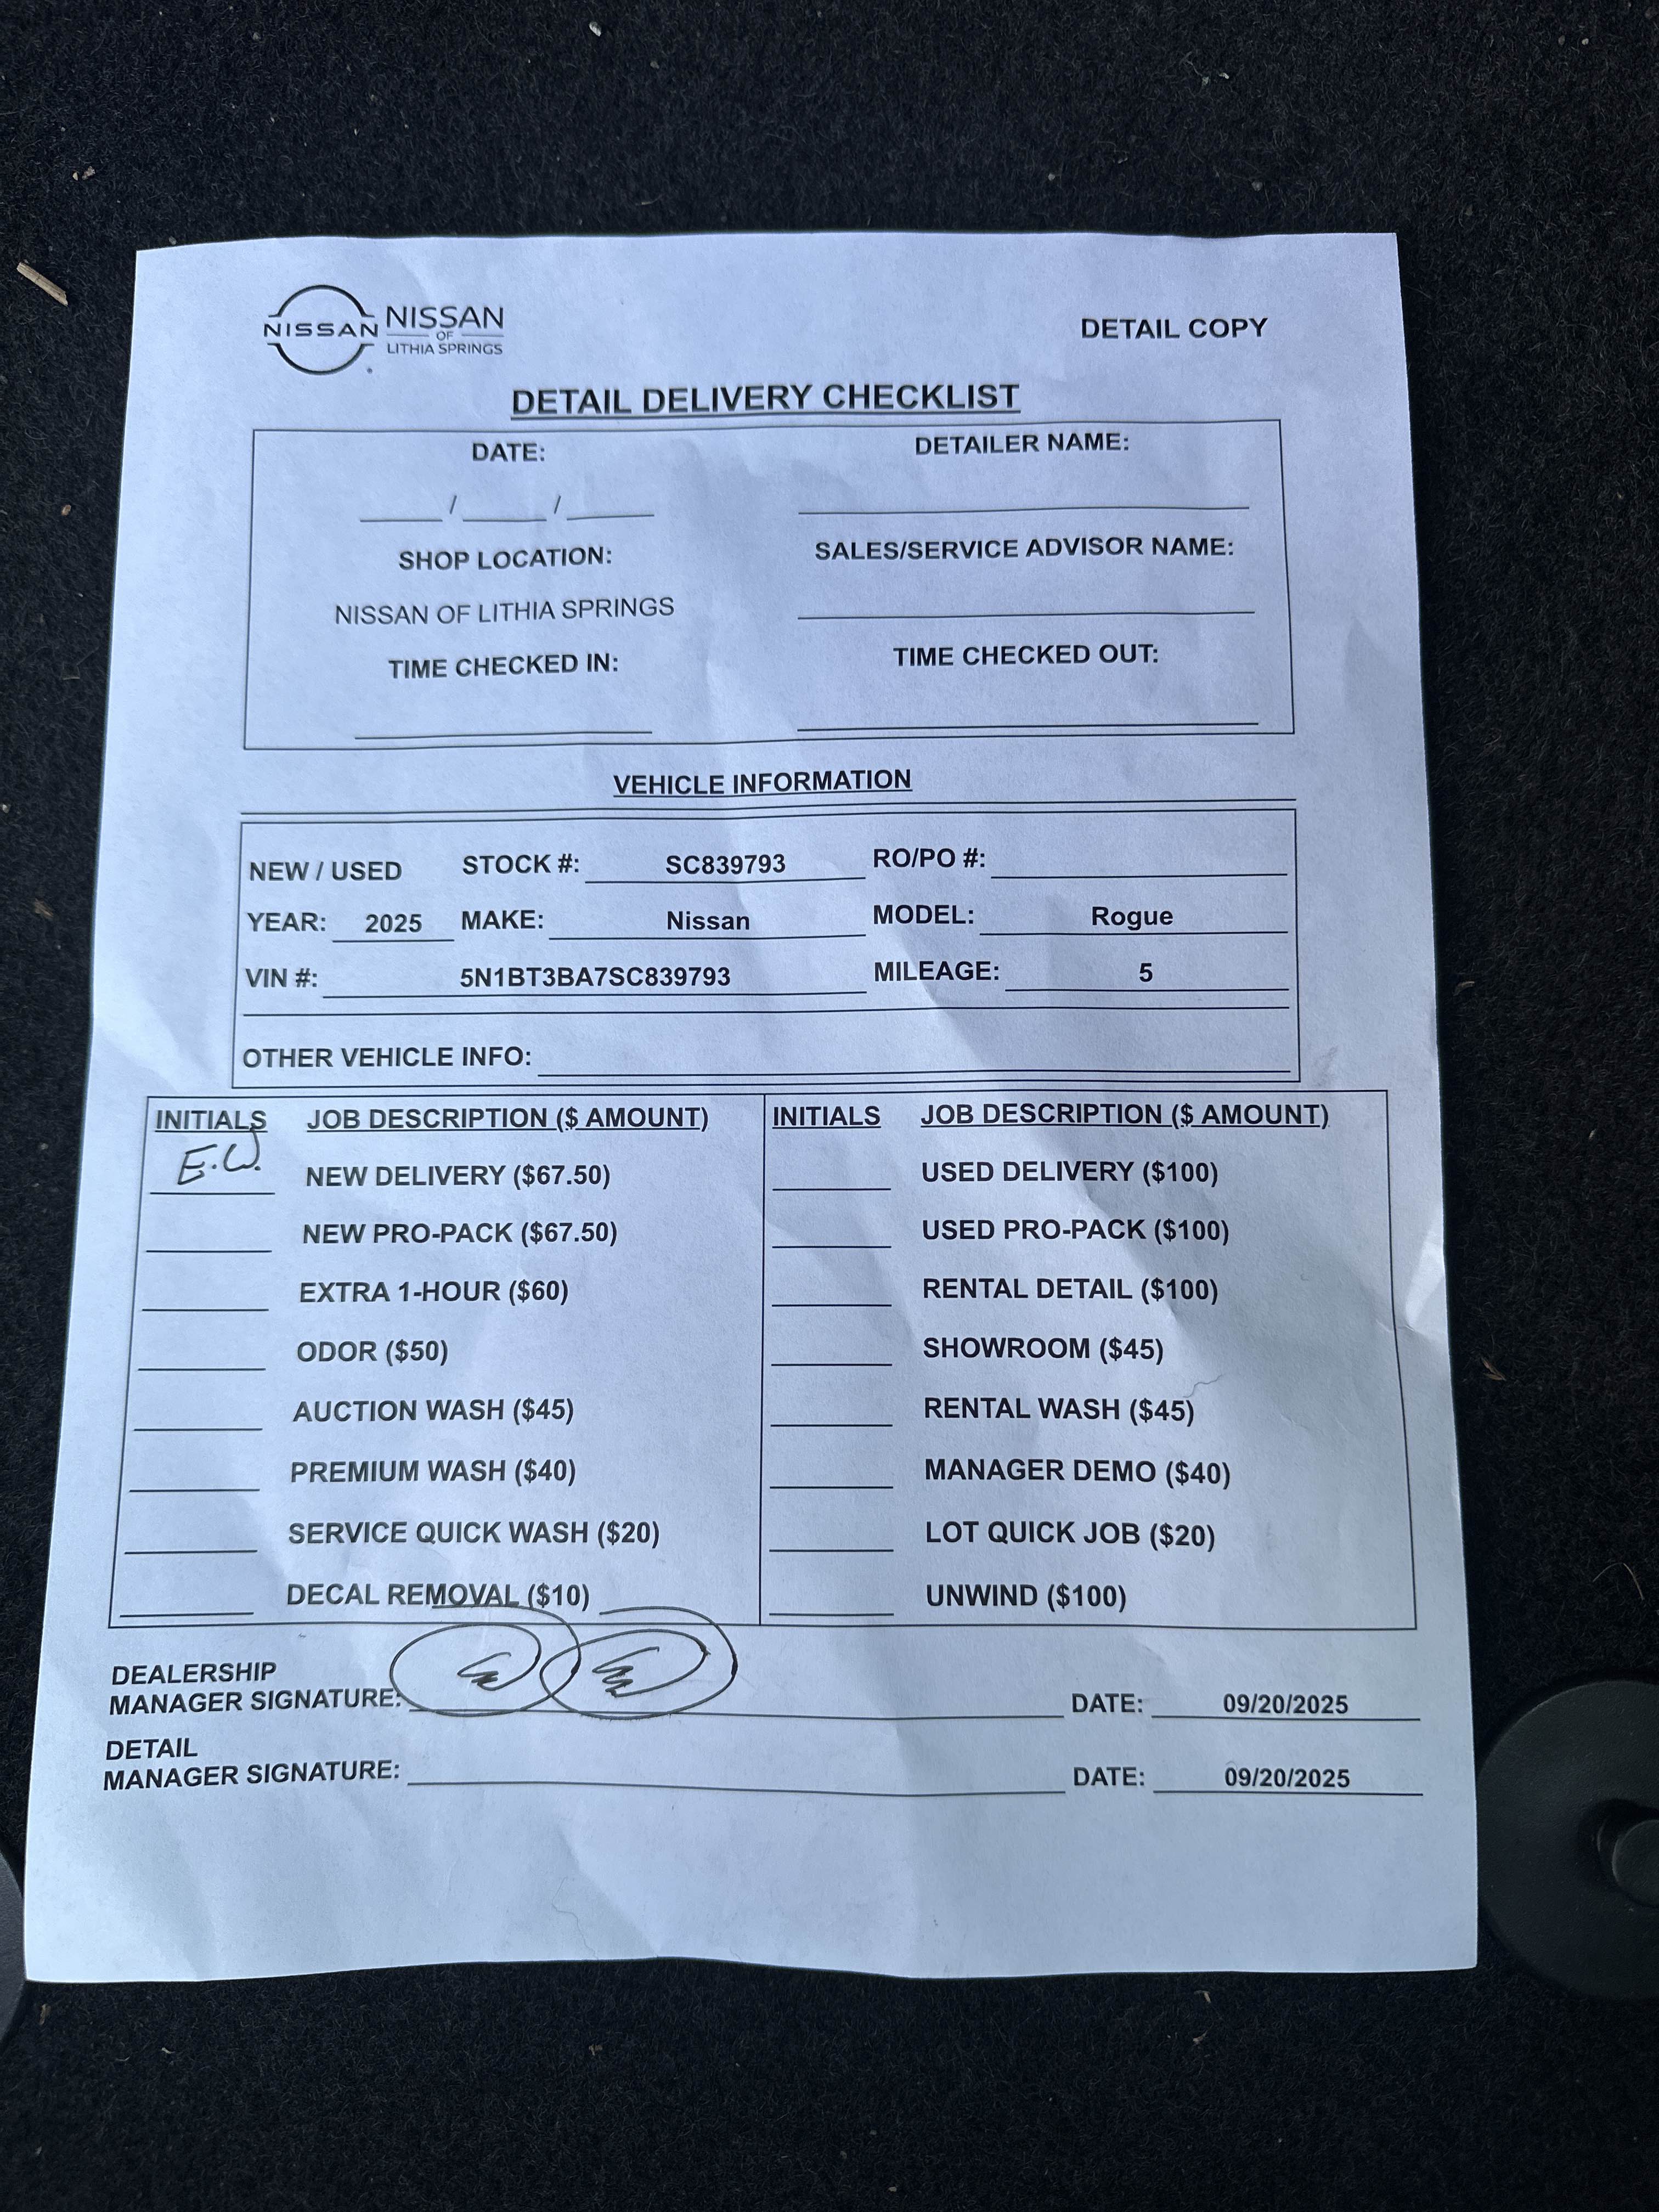 NISSAN NISSAN
OF
LITHIA SPRINGS
DETAIL COPY
DETAIL DELIVERY CHECKLIST
DATE: DETAILER NAME:
____/____/____ ____
SHOP LOCATION: SALES/SERVICE ADVISOR NAME:
NISSAN OF LITHIA SPRINGS ____
TIME CHECKED IN: TIME CHECKED OUT:
VEHICLE INFORMATION
NEW / USED STOCK #: SC839793 RO/PO #:
YEAR: 2025 MAKE: Nissan MODEL: Rogue
VIN #: 5N1BT3BA7SC839793 MILEAGE: 5
OTHER VEHICLE INFO:
INITIALS JOB DESCRIPTION ($ AMOUNT) INITIALS JOB DESCRIPTION ($ AMOUNT)
E.W. NEW DELIVERY ($67.50) USED DELIVERY ($100)
NEW PRO-PACK ($67.50) USED PRO-PACK ($100)
EXTRA 1-HOUR ($60) RENTAL DETAIL ($100)
ODOR ($50) SHOWROOM ($45)
AUCTION WASH ($45) RENTAL WASH ($45)
PREMIUM WASH ($40) MANAGER DEMO ($40)
SERVICE QUICK WASH ($20) LOT QUICK JOB ($20)
DECAL REMOVAL ($10) UNWIND ($100)
DEALERSHIP
MANAGER SIGNATURE: DATE: 09/20/2025
DETAIL
MANAGER SIGNATURE: DATE: 09/20/2025